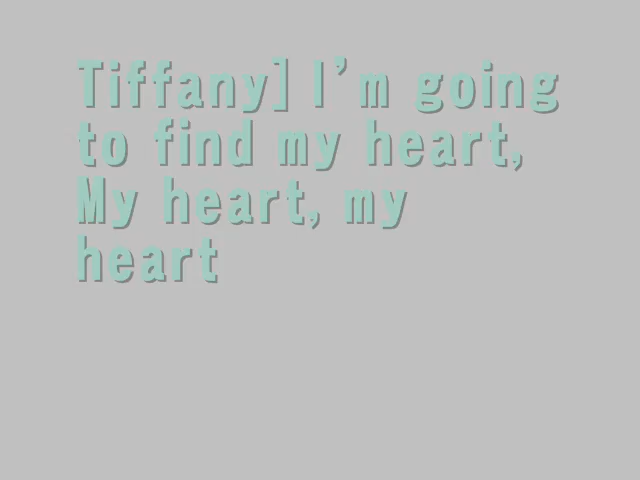 Tiffany] I’m going
to find my heart,
My heart, my
heart